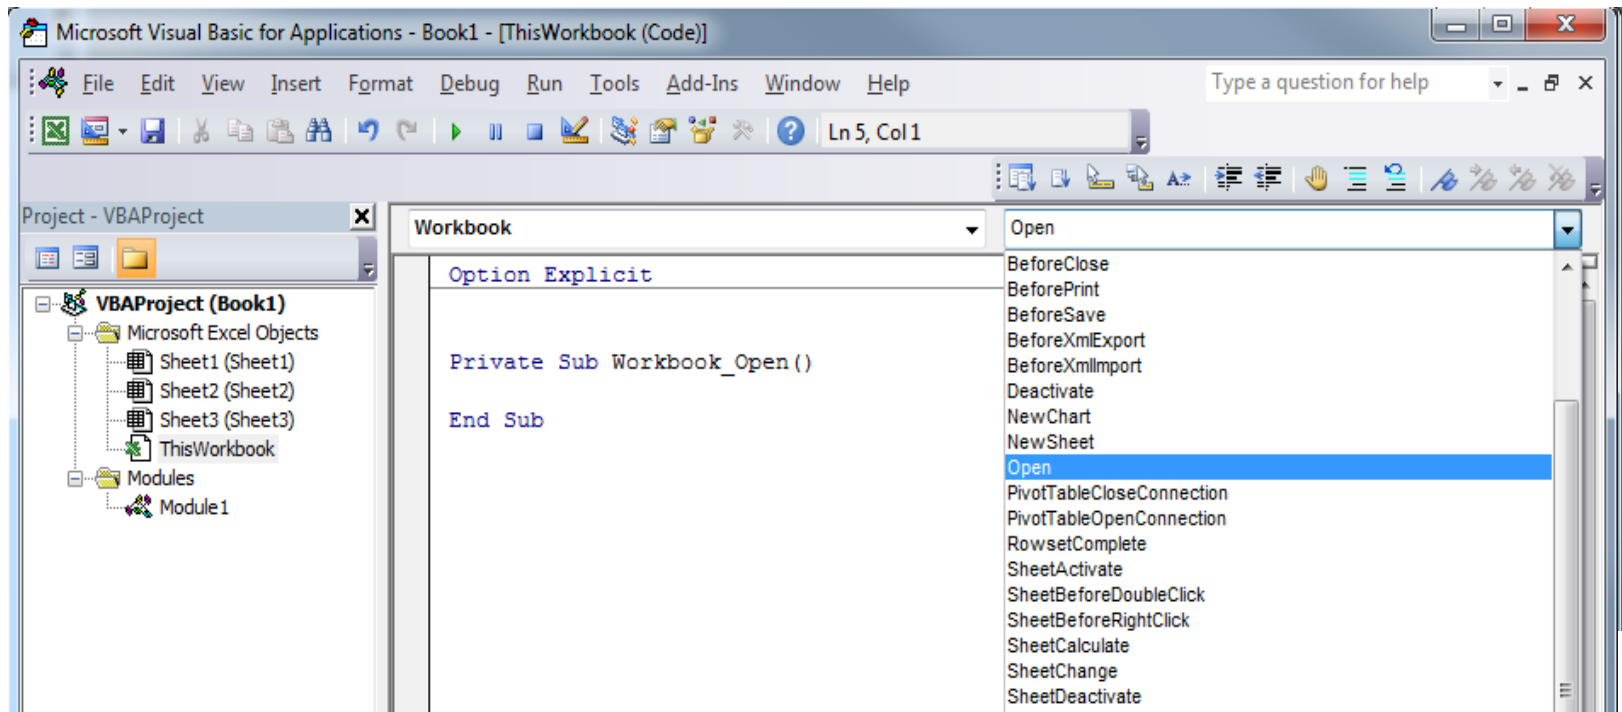 Microsoft Visual Basic for Applications - Book1 - [ThisWorkbook (Code)]
File Edit View Insert Format Debug Run Tools Add-Ins Window Help
Type a question for help
Ln 5, Col 1
Project - VBAProject
VBAProject (Book1)
Microsoft Excel Objects
Sheet1 (Sheet1)
Sheet2 (Sheet2)
Sheet3 (Sheet3)
ThisWorkbook
Modules
Module1
Workbook
Open
Option Explicit
Private Sub Workbook_Open()
End Sub
BeforeClose
BeforePrint
BeforeSave
BeforeXmlExport
BeforeXmlImport
Deactivate
NewChart
NewSheet
Open
PivotTableCloseConnection
PivotTableOpenConnection
RowsetComplete
SheetActivate
SheetBeforeDoubleClick
SheetBeforeRightClick
SheetCalculate
SheetChange
SheetDeactivate